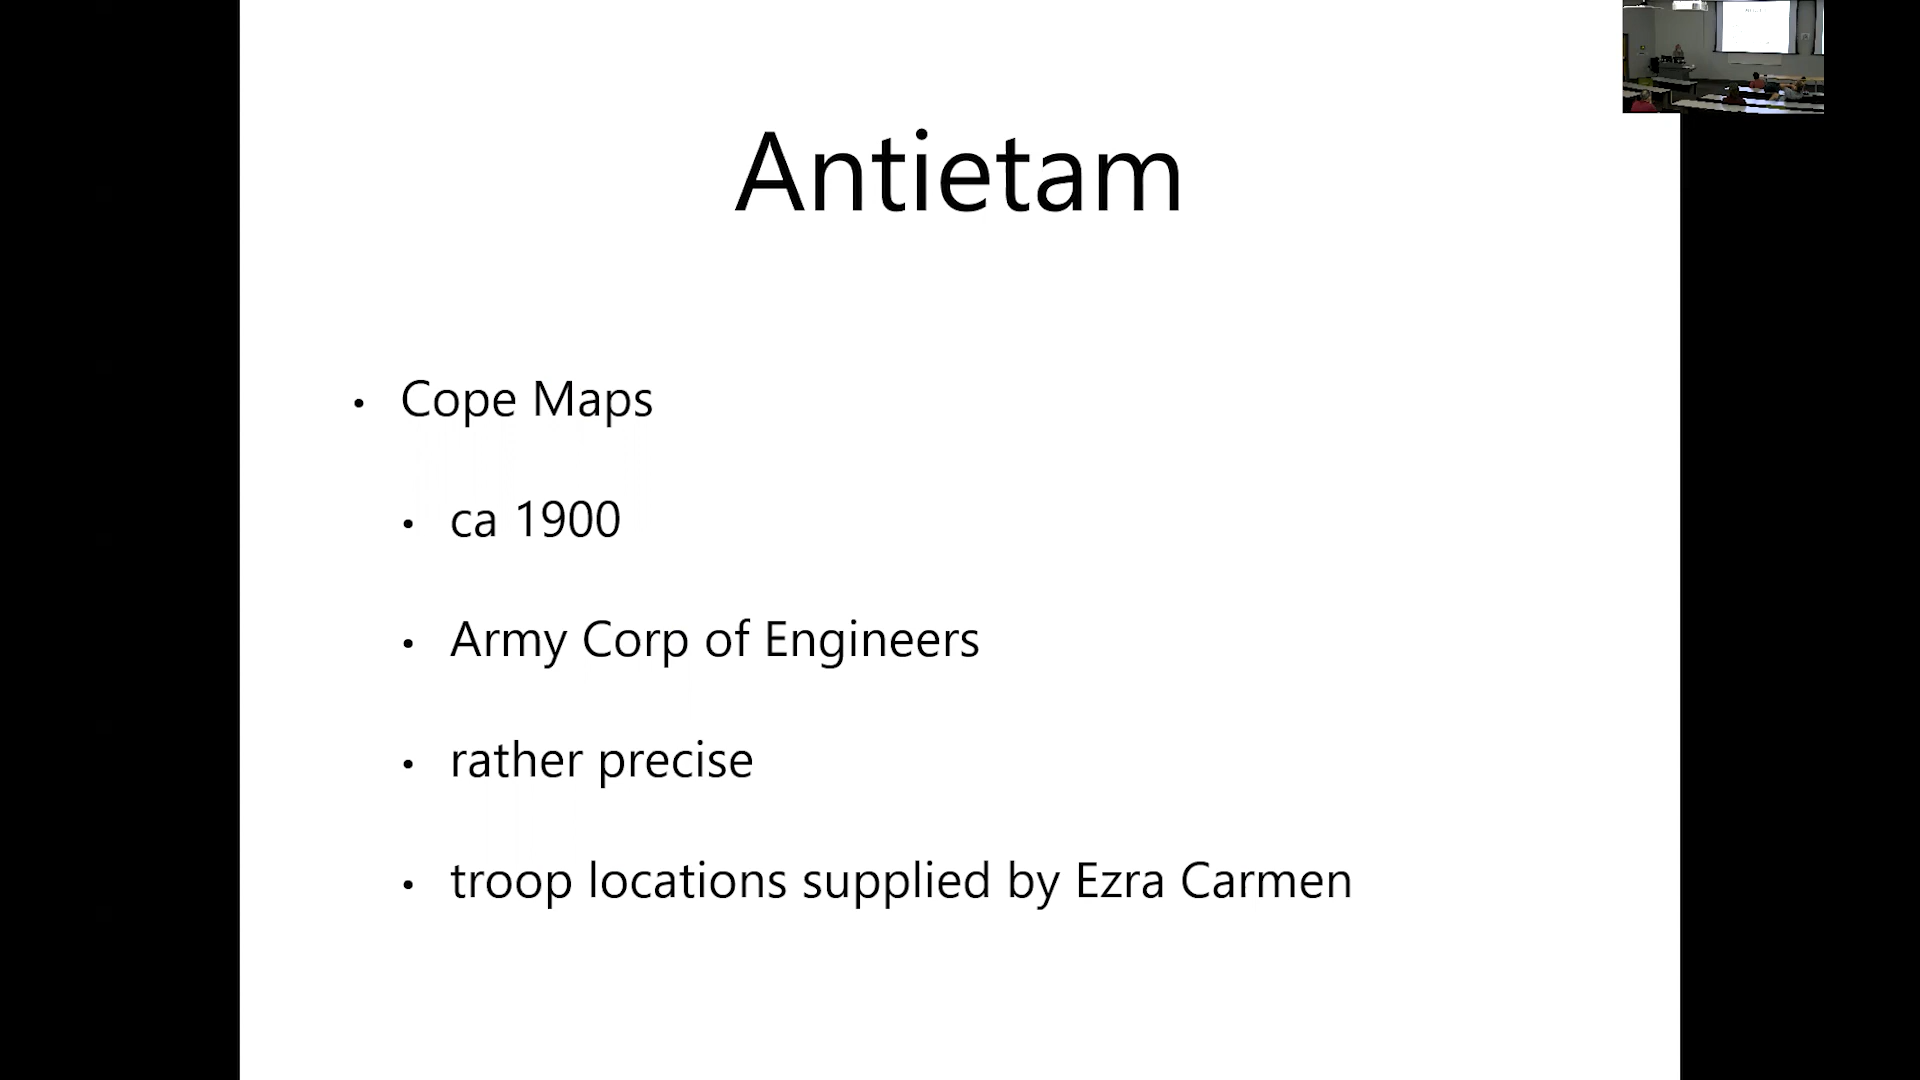 Antietam
• Cope Maps
• ca 1900
• Army Corp of Engineers
• rather precise
• troop locations supplied by Ezra Carmen